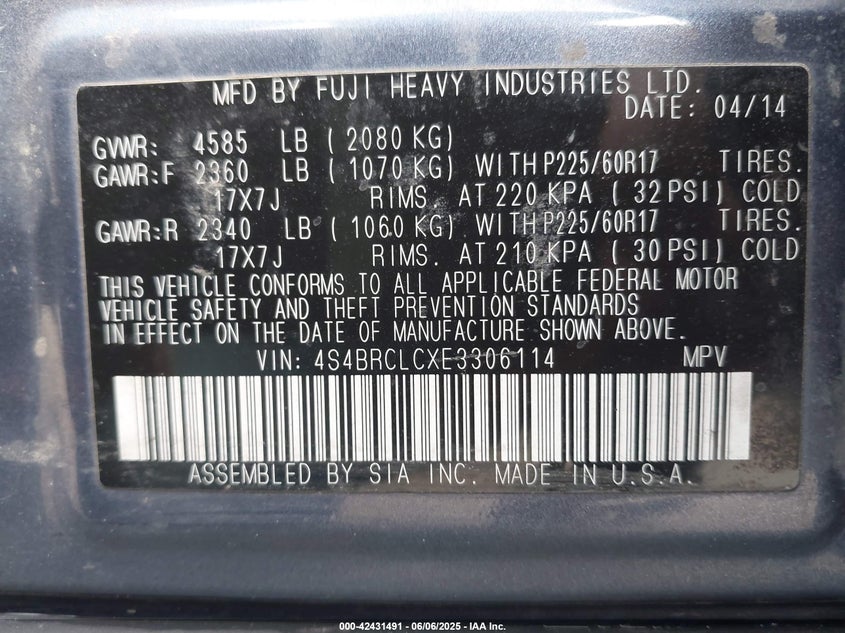 MFD BY FUJI HEAVY INDUSTRIES LTD.
DATE: 04/14
GVWR: 4585 LB ( 2080 KG)
GAWR:F 2360 LB ( 1070 KG) WITH P225/60R17 TIRES.
17X7J RIMS. AT 220 KPA ( 32 PSI) COLD
GAWR:R 2340 LB ( 1060 KG) WITH P225/60R17 TIRES.
17X7J RIMS. AT 210 KPA ( 30 PSI) COLD
THIS VEHICLE CONFORMS TO ALL APPLICABLE FEDERAL MOTOR
VEHICLE SAFETY AND THEFT PREVENTION STANDARDS
IN EFFECT ON THE DATE OF MANUFACTURE SHOWN ABOVE.
VIN: 4S4BRCLCXE3306114 MPV
ASSEMBLED BY SIA INC. MADE IN U.S.A.
000-42431491 - 06/06/2025 - IAA Inc.